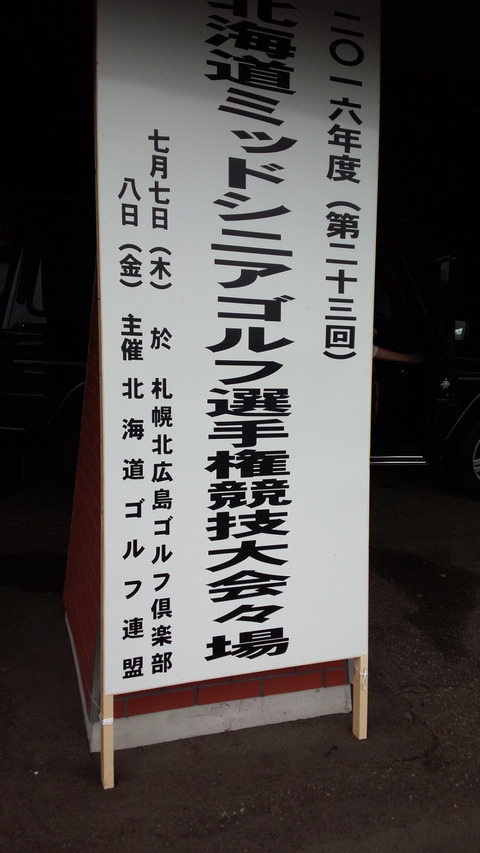 二〇一六年度（第二十三回）
北海道ミッドシニアゴルフ選手権競技大会々場
七月七日（木） 於 札幌北広島ゴルフ倶楽部
八日（金） 主催 北海道ゴルフ連盟